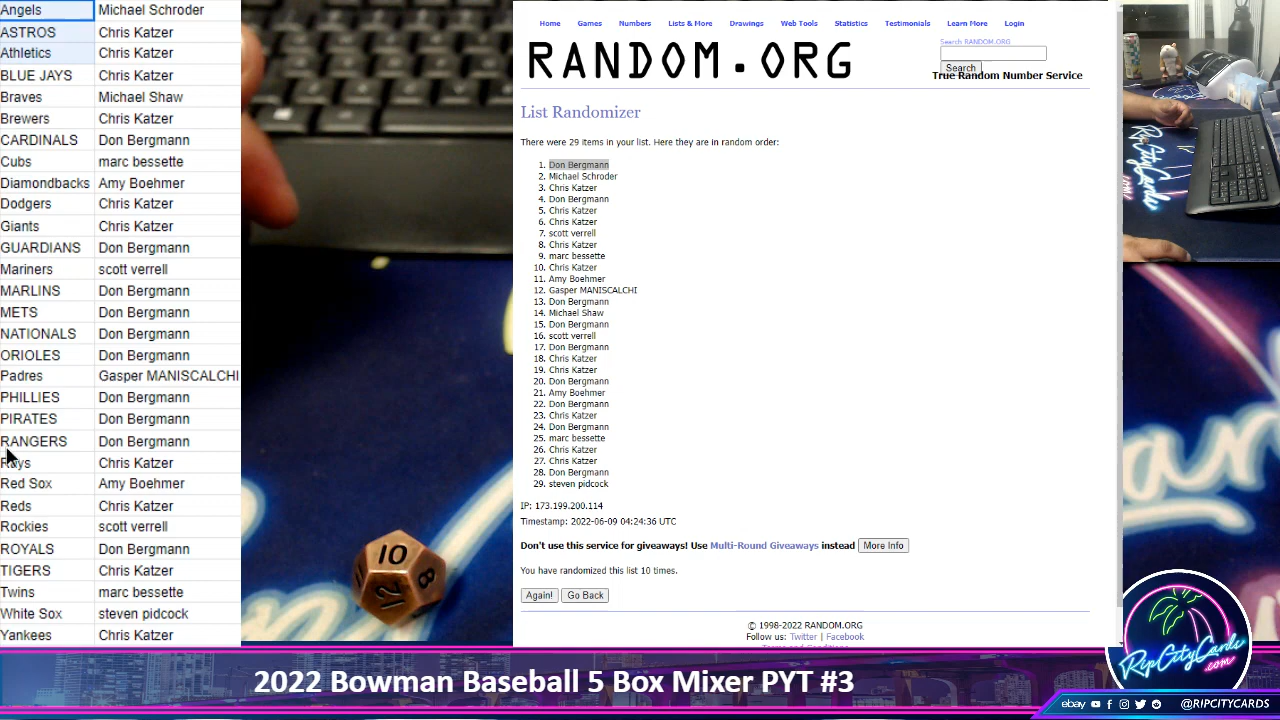 Angels Michael Schroder
ASTROS Chris Katzer
Athletics Chris Katzer
BLUE JAYS Chris Katzer
Braves Michael Shaw
Brewers Chris Katzer
CARDINALS Don Bergmann
Cubs marc bessette
Diamondbacks Amy Boehmer
Dodgers Chris Katzer
Giants Chris Katzer
GUARDIANS Don Bergmann
Mariners scott verrell
MARLINS Don Bergmann
METS Don Bergmann
NATIONALS Don Bergmann
ORIOLES Don Bergmann
Padres Gasper MANISCALCHI
PHILLIES Don Bergmann
PIRATES Don Bergmann
RANGERS Don Bergmann
Rays Chris Katzer
Red Sox Amy Boehmer
Reds Chris Katzer
Rockies scott verrell
ROYALS Don Bergmann
TIGERS Chris Katzer
Twins marc bessette
White Sox steven pidcock
Yankees Chris Katzer
10
8
12
Home Games Numbers Lists & More Drawings Web Tools Statistics Testimonials Learn More Login
RANDOM.ORG
Search RANDOM.ORG
Search
True Random Number Service
List Randomizer
There were 29 items in your list. Here they are in random order:
1. Don Bergmann
2. Michael Schroder
3. Chris Katzer
4. Don Bergmann
5. Chris Katzer
6. Chris Katzer
7. scott verrell
8. Chris Katzer
9. marc bessette
10. Chris Katzer
11. Amy Boehmer
12. Gasper MANISCALCHI
13. Don Bergmann
14. Michael Shaw
15. Don Bergmann
16. scott verrell
17. Don Bergmann
18. Chris Katzer
19. Chris Katzer
20. Don Bergmann
21. Amy Boehmer
22. Don Bergmann
23. Chris Katzer
24. Don Bergmann
25. marc bessette
26. Chris Katzer
27. Chris Katzer
28. Don Bergmann
29. steven pidcock
IP: 173.199.200.114
Timestamp: 2022-06-09 04:24:36 UTC
Don't use this service for giveaways! Use Multi-Round Giveaways instead More Info
You have randomized this list 10 times.
Again! Go Back
© 1998-2022 RANDOM.ORG
Follow us: Twitter | Facebook
Terms and Conditions
RipCityCards
RipCityCards
.com
2022 Bowman Baseball 5 Box Mixer PYT #3
ebay @RIPCITYCARDS